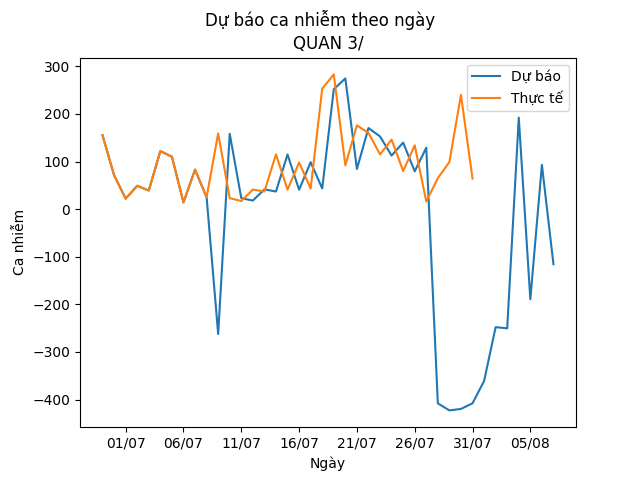 Dự báo ca nhiễm theo ngày
QUAN 3/
Dự báo
Thực tế
Ca nhiễm
300
200
100
0
−100
−200
−300
−400
01/07 06/07 11/07 16/07 21/07 26/07 31/07 05/08
Ngày